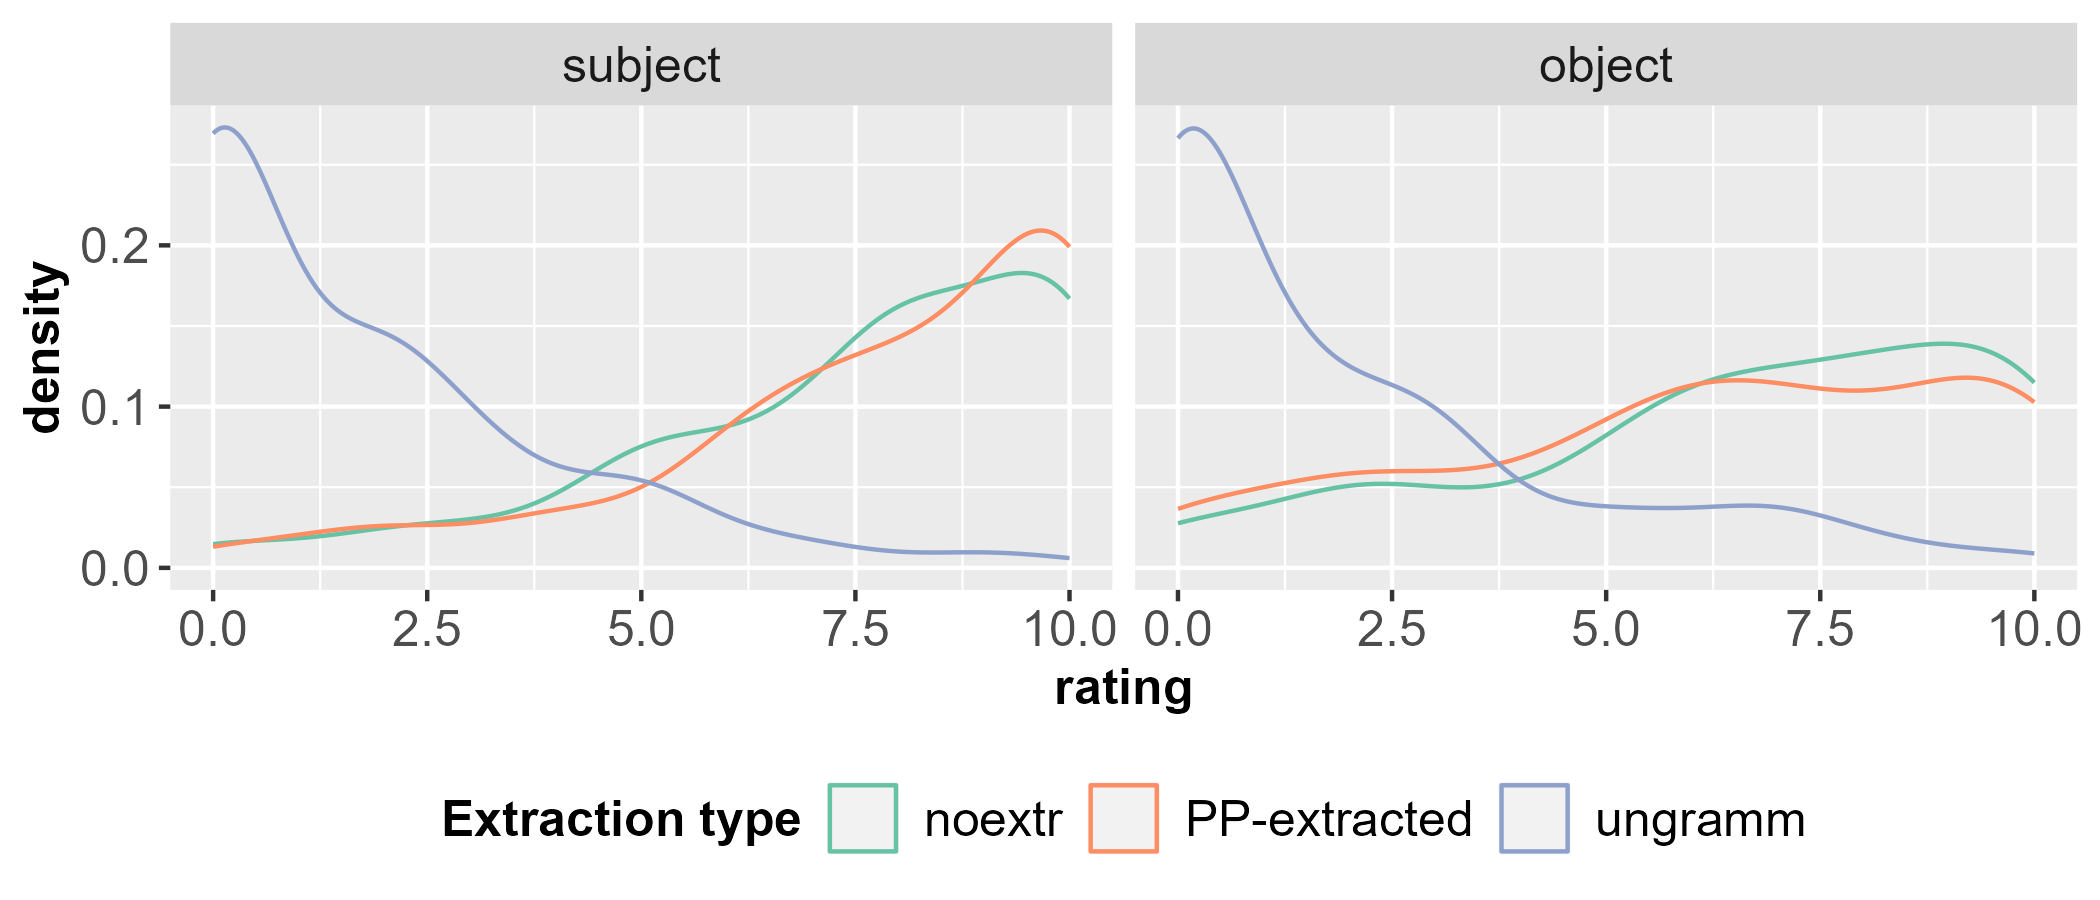 subject object
density
0.2
0.1
0.0
0.0 2.5 5.0 7.5 10.0 0.0 2.5 5.0 7.5 10.0
rating
Extraction type noextr PP-extracted ungramm